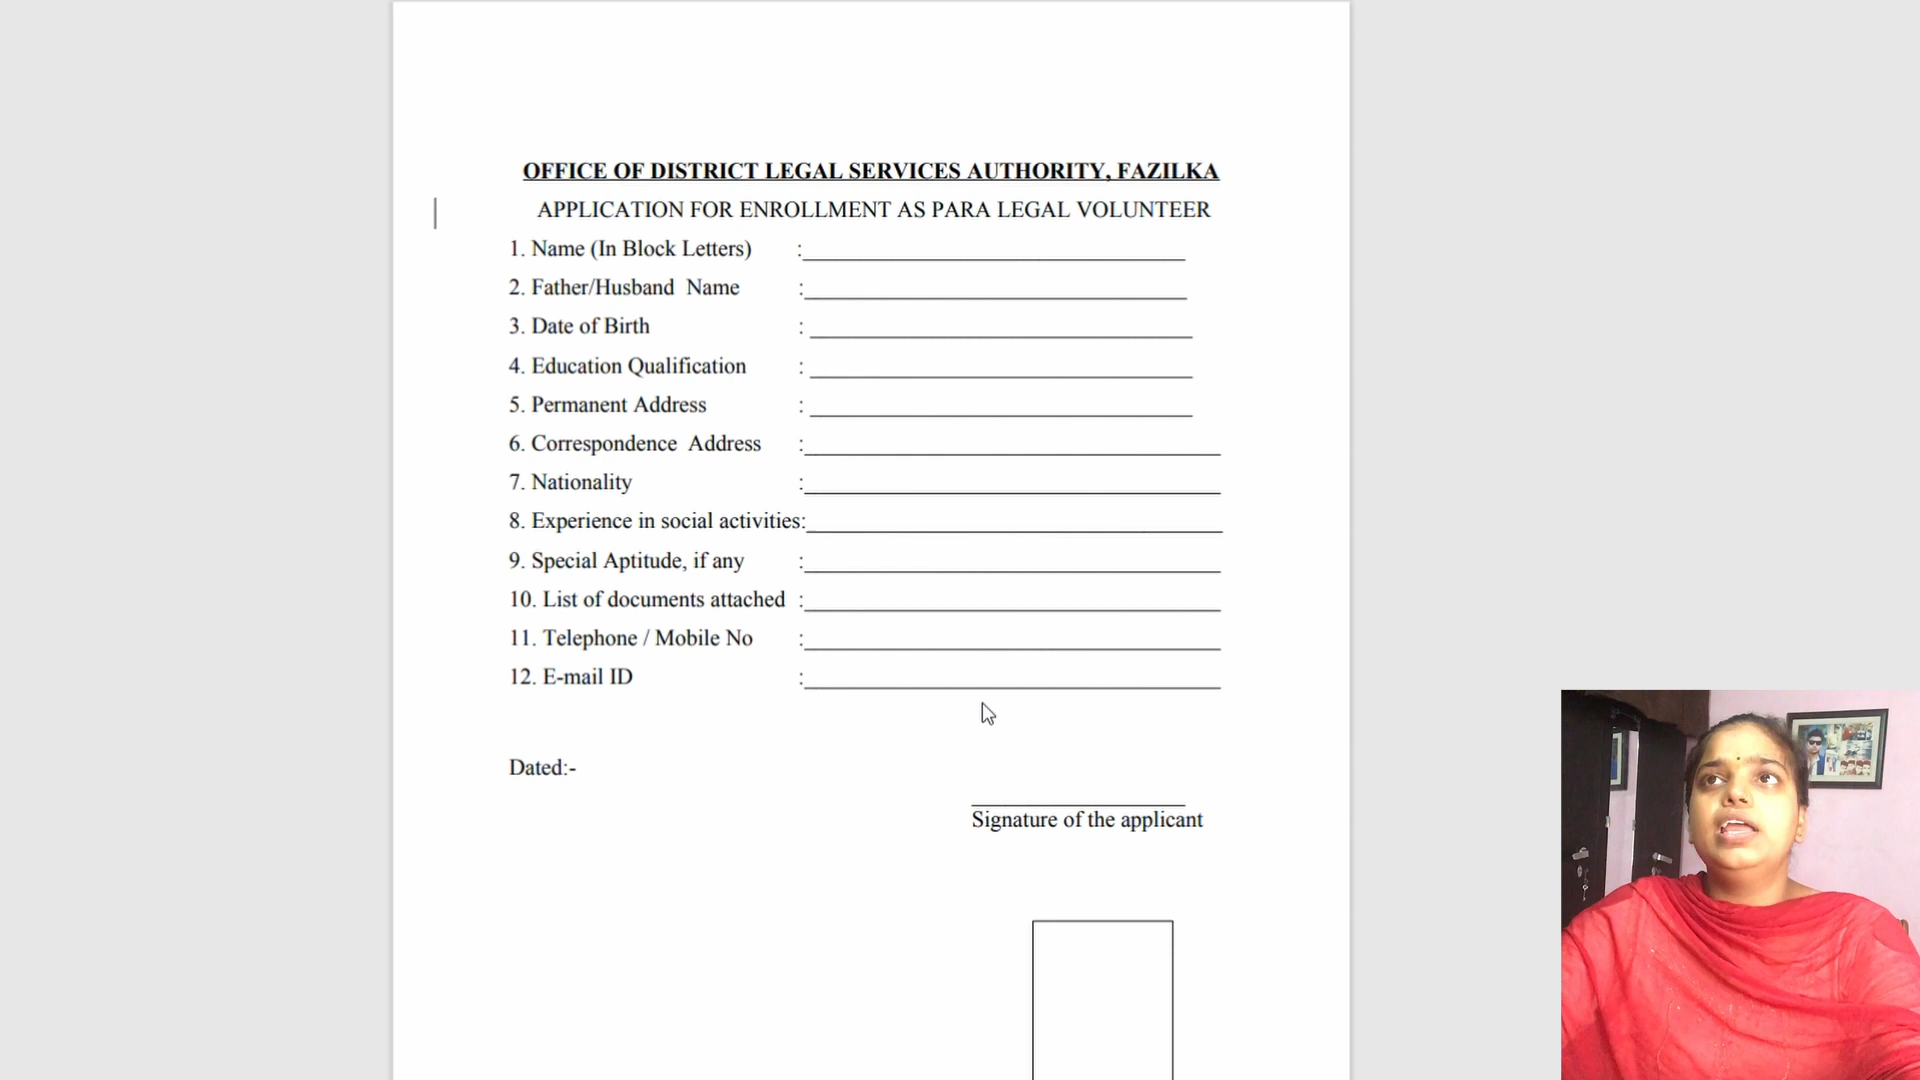 OFFICE OF DISTRICT LEGAL SERVICES AUTHORITY, FAZILKA
APPLICATION FOR ENROLLMENT AS PARA LEGAL VOLUNTEER
1. Name (In Block Letters) :
2. Father/Husband Name :
3. Date of Birth :
4. Education Qualification :
5. Permanent Address :
6. Correspondence Address :
7. Nationality :
8. Experience in social activities:
9. Special Aptitude, if any :
10. List of documents attached :
11. Telephone / Mobile No :
12. E-mail ID :
Dated:-
Signature of the applicant